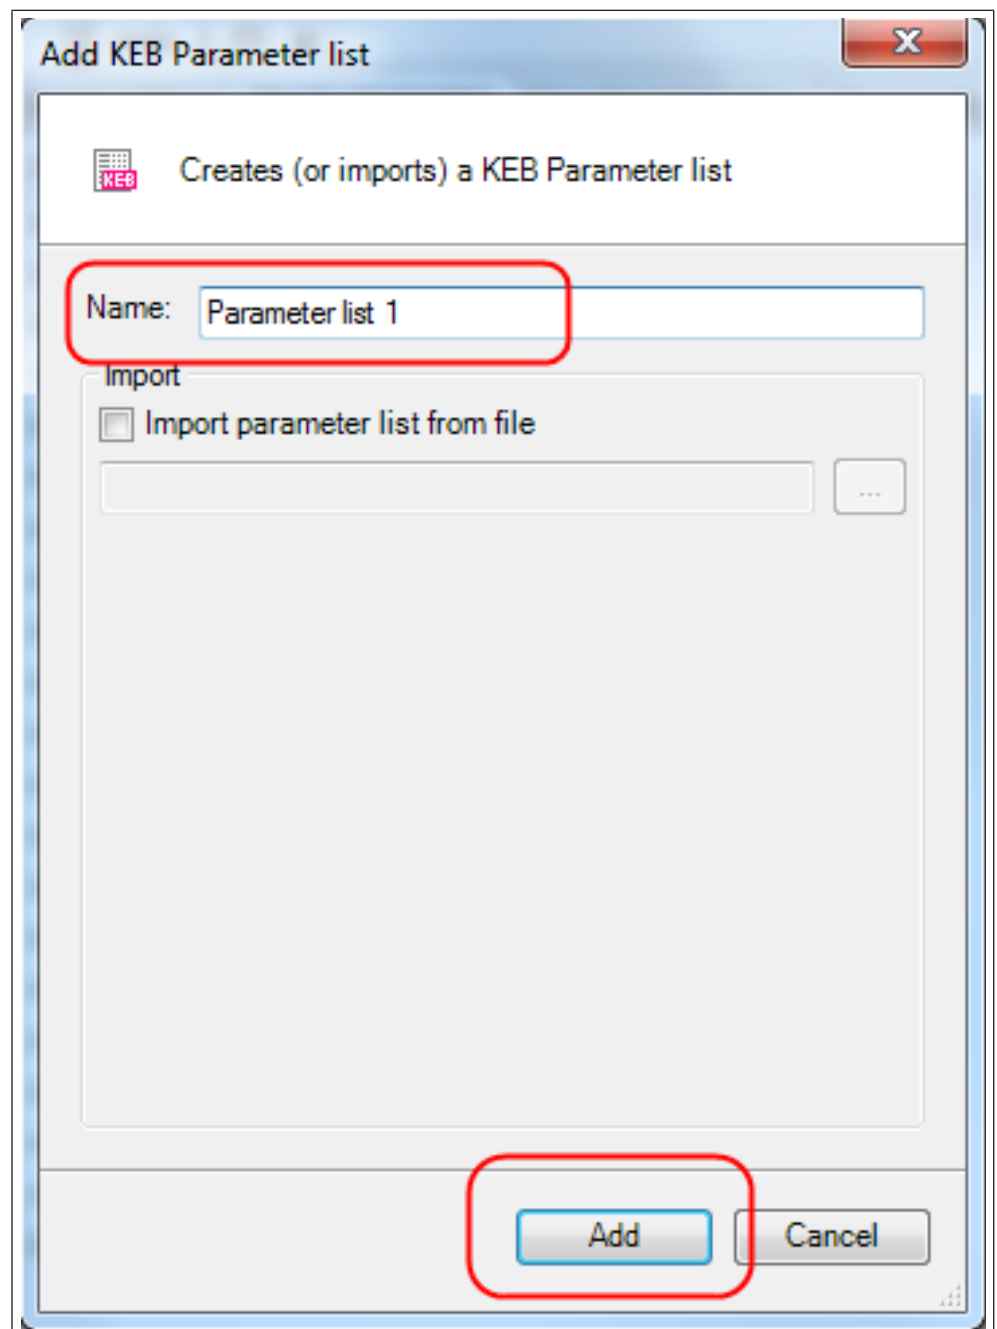 Add KEB Parameter list
x
KEB
Creates (or imports) a KEB Parameter list
Name: Parameter list 1
Import
Import parameter list from file
...
Add Cancel